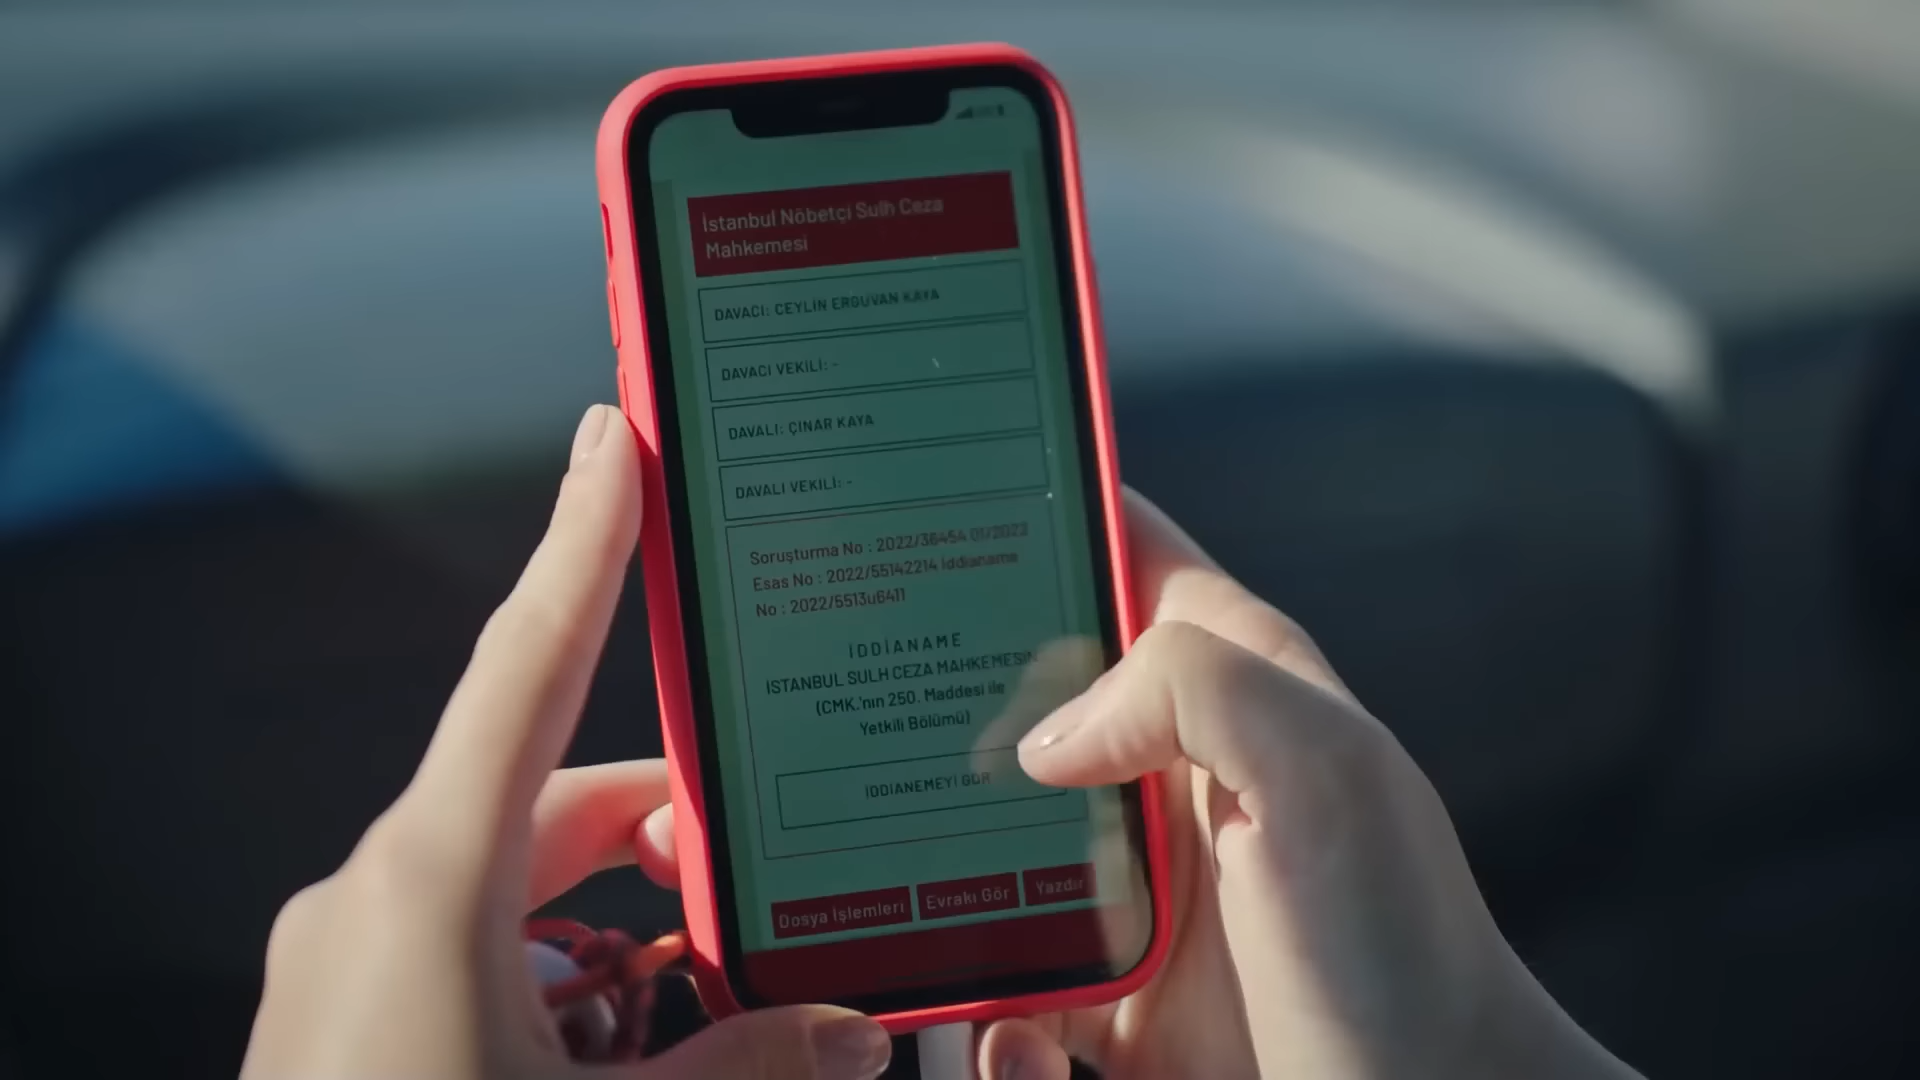 İstanbul Nöbetçi Sulh Ceza
Mahkemesi
DAVACI: CEYLİN ERGUVAN KAYA
DAVACI VEKİLİ: -
DAVALI: ÇINAR KAYA
DAVALI VEKİLİ: -
Soruşturma No : 2022/36454 01/2022
Esas No : 2022/55142214 İddianame
No : 2022/5513u6411
İDDİANAME
İSTANBUL SULH CEZA MAHKEMESİN
(CMK.'nın 250. Maddesi ile
Yetkili Bölümü)
İDDİANEMEYİ GÖR
Dosya İşlemleri
Evrakı Gör
Yazdır